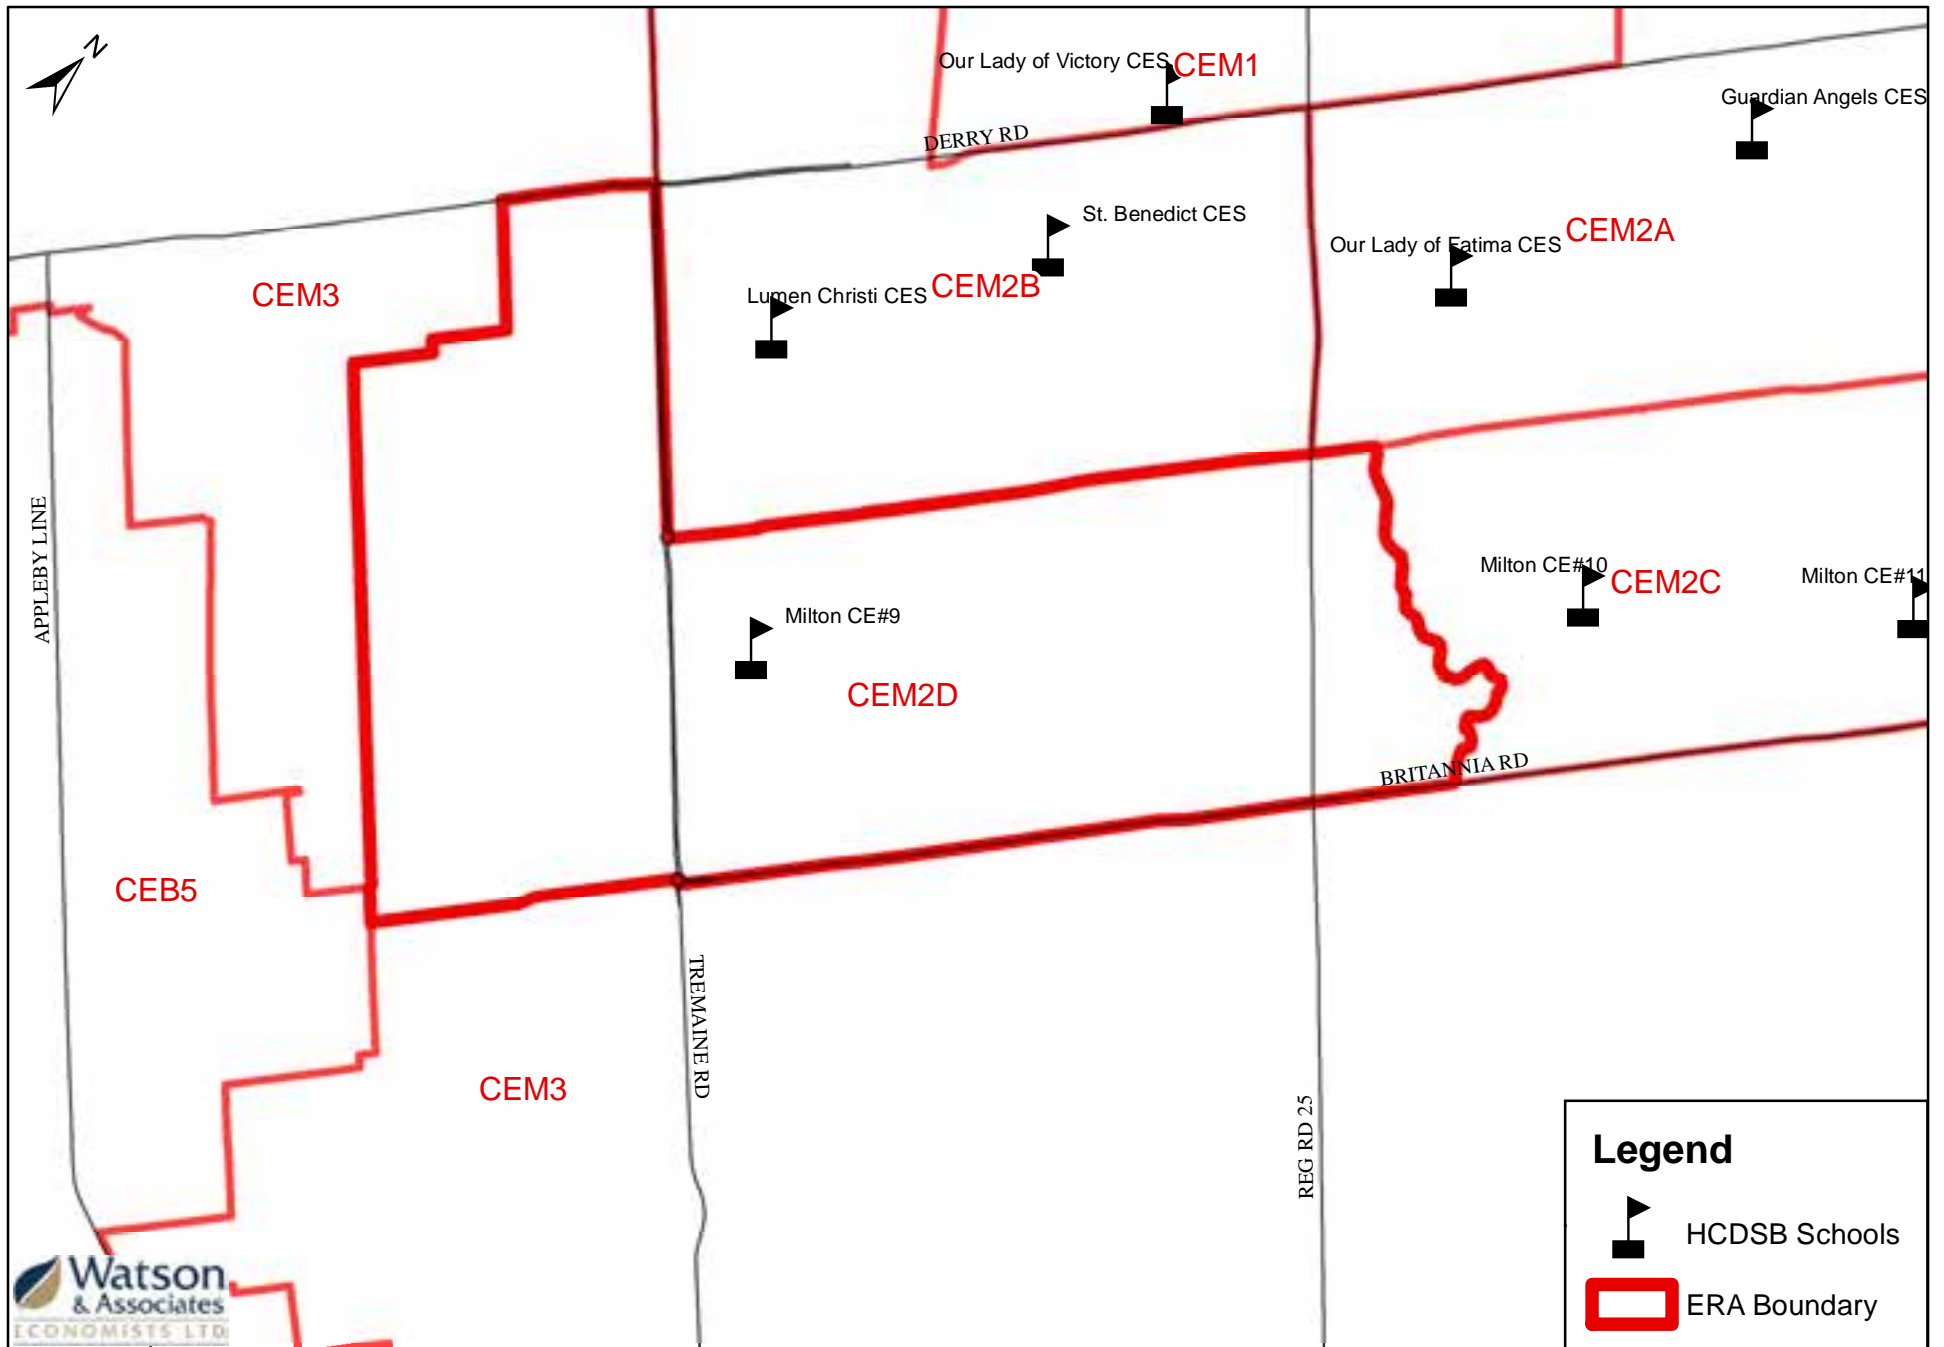 N
Our Lady of Victory CES
CEM1
Guardian Angels CES
DERRY RD
St. Benedict CES
CEM2A
Our Lady of Fatima CES
CEM3
Lumen Christi CES
CEM2B
APPLEBY LINE
Milton CE#10
CEM2C
Milton CE#11
Milton CE#9
CEM2D
BRITANNIA RD
CEB5
TREMAINE RD
CEM3
REG RD 25
Legend
HCDSB Schools
ERA Boundary
Watson
& Associates
ECONOMISTS LTD.